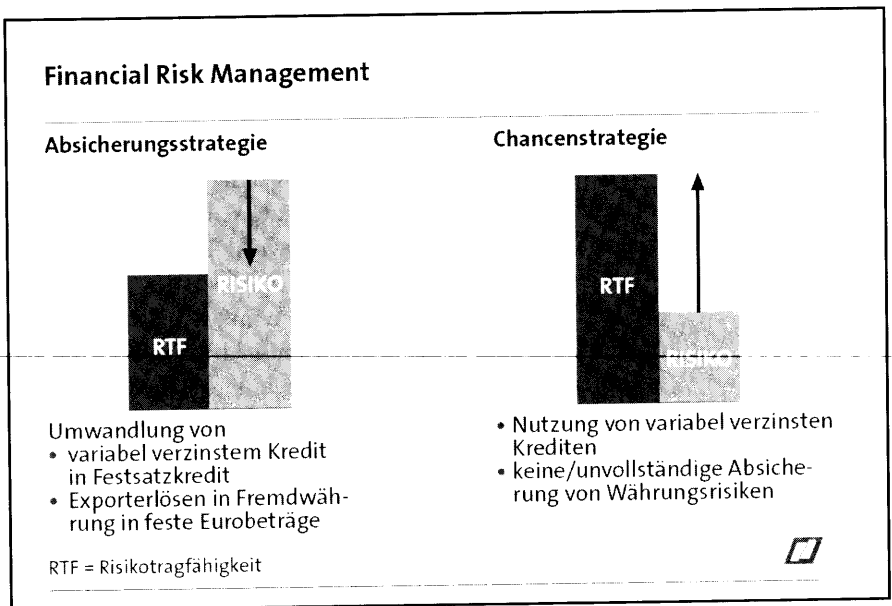 Financial Risk Management
Absicherungsstrategie
RTF
RISIKO
Umwandlung von
• variabel verzinstem Kredit
in Festsatzkredit
• Exporterlösen in Fremdwäh-
rung in feste Eurobeträge
Chancenstrategie
RTF
RISIKO
• Nutzung von variabel verzinsten
Krediten
• keine/unvollständige Absiche-
rung von Währungsrisiken
RTF = Risikotragfähigkeit